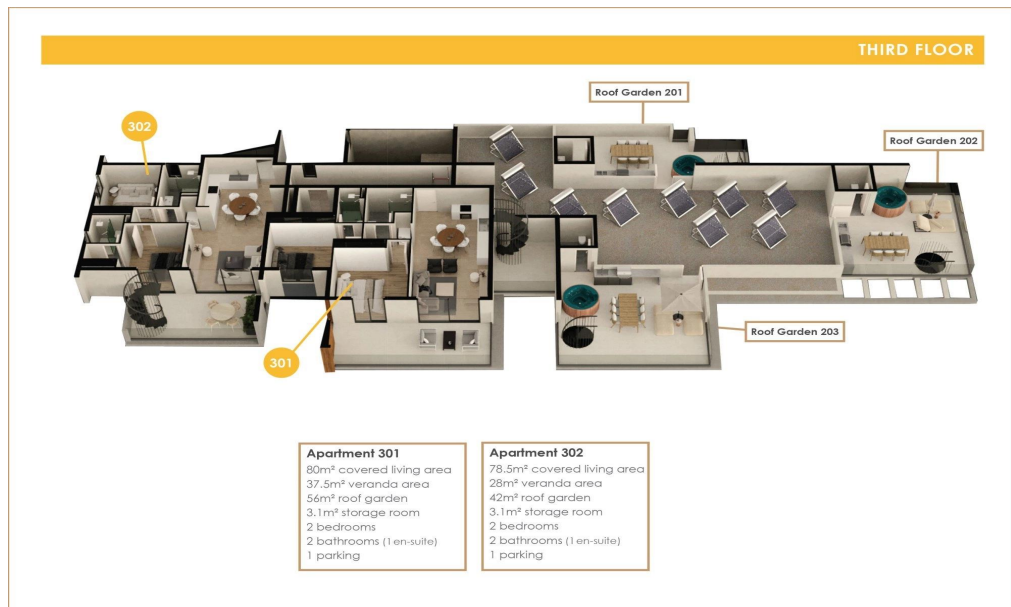 THIRD FLOOR
Roof Garden 201
302
Roof Garden 202
Roof Garden 203
301
Apartment 301
80m² covered living area
37.5m² veranda area
56m² roof garden
3.1m² storage room
2 bedrooms
2 bathrooms (1 en-suite)
1 parking
Apartment 302
78.5m² covered living area
28m² veranda area
42m² roof garden
3.1m² storage room
2 bedrooms
2 bathrooms (1 en-suite)
1 parking